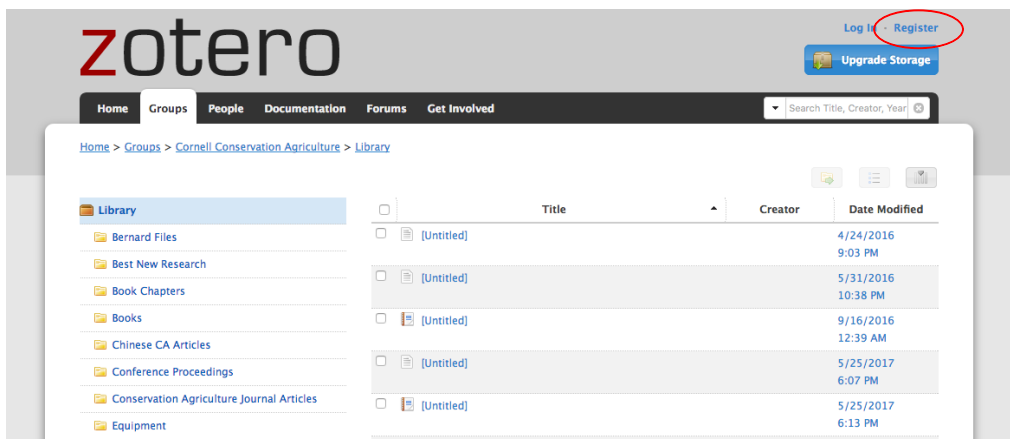 zotero
Log In · Register
Upgrade Storage
Home Groups People Documentation Forums Get Involved
Search Title, Creator, Year
Home > Groups > Cornell Conservation Agriculture > Library
Library
Bernard Files
Best New Research
Book Chapters
Books
Chinese CA Articles
Conference Proceedings
Conservation Agriculture Journal Articles
Equipment
Title Creator Date Modified
[Untitled] 4/24/2016
9:03 PM
[Untitled] 5/31/2016
10:38 PM
[Untitled] 9/16/2016
12:39 AM
[Untitled] 5/25/2017
6:07 PM
[Untitled] 5/25/2017
6:13 PM